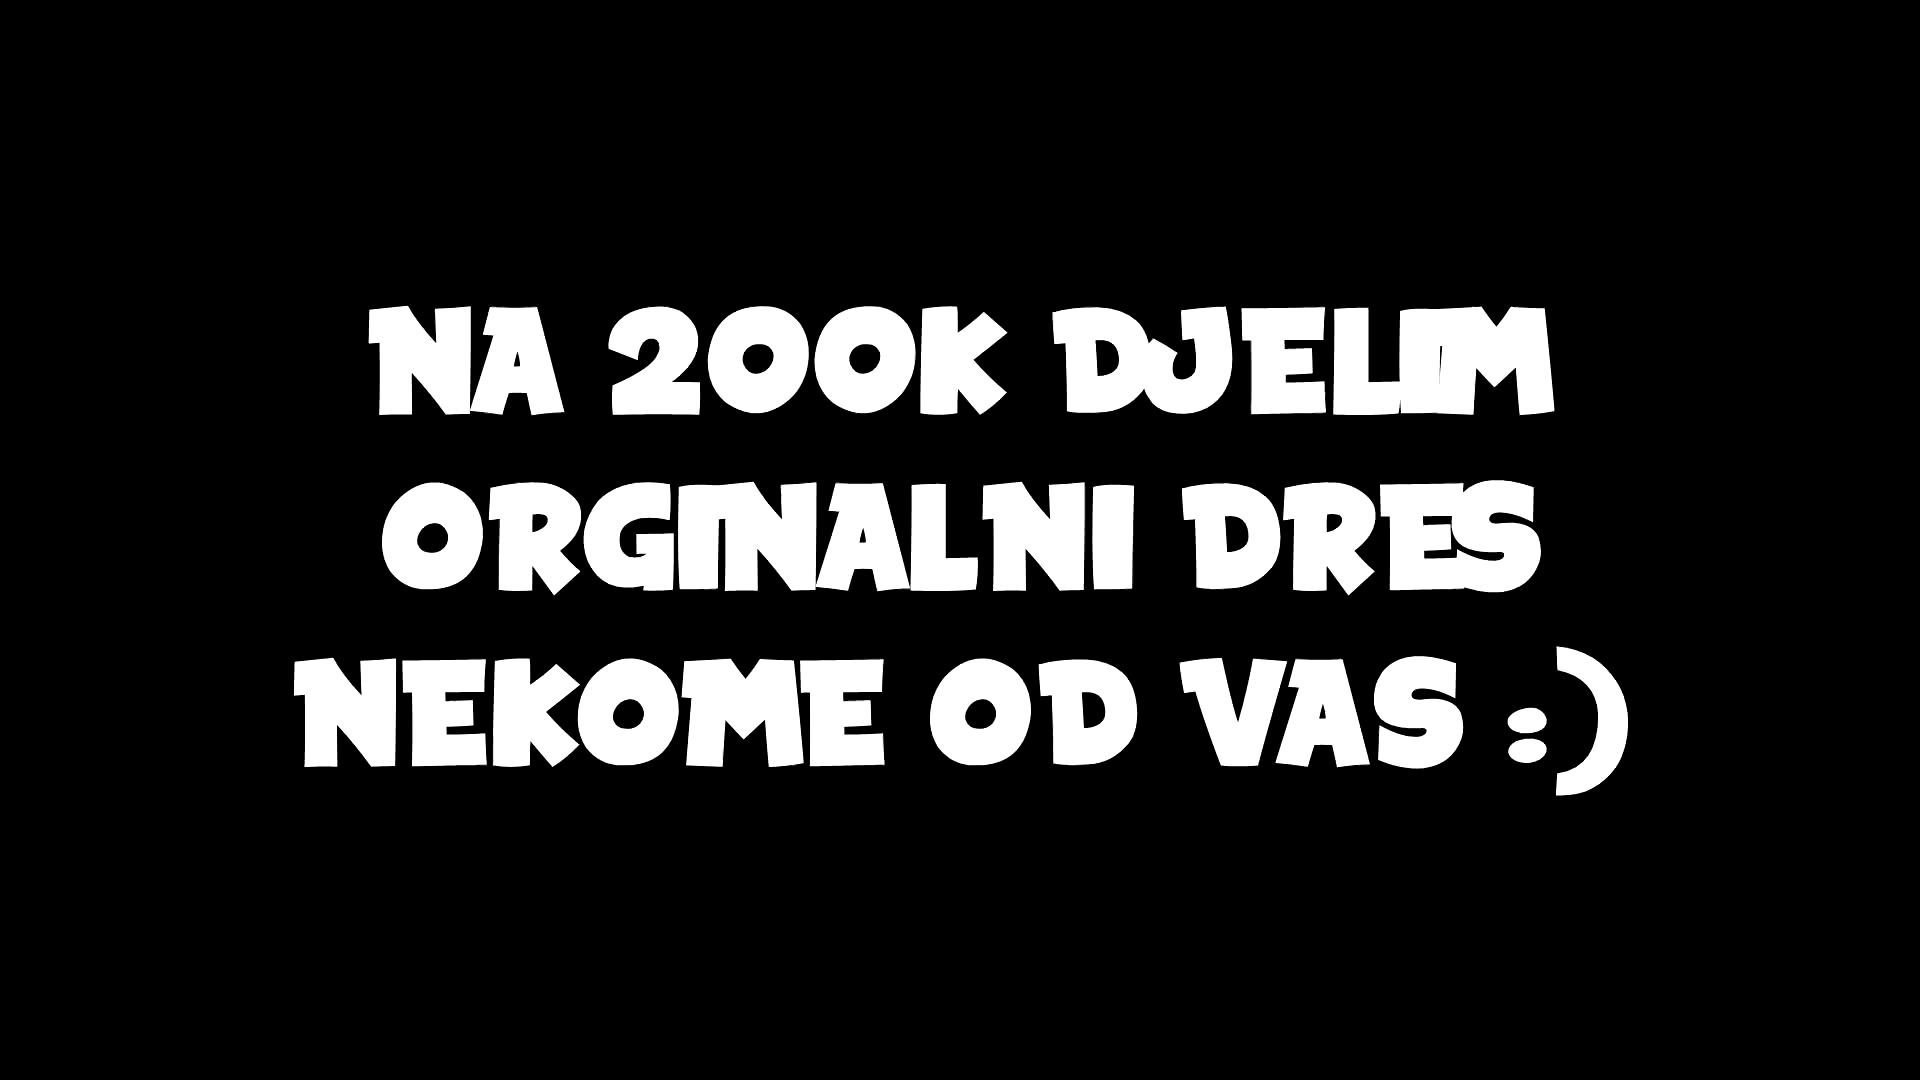 NA 200K DJELIM
ORGINALNI DRES
NEKOME OD VAS :)